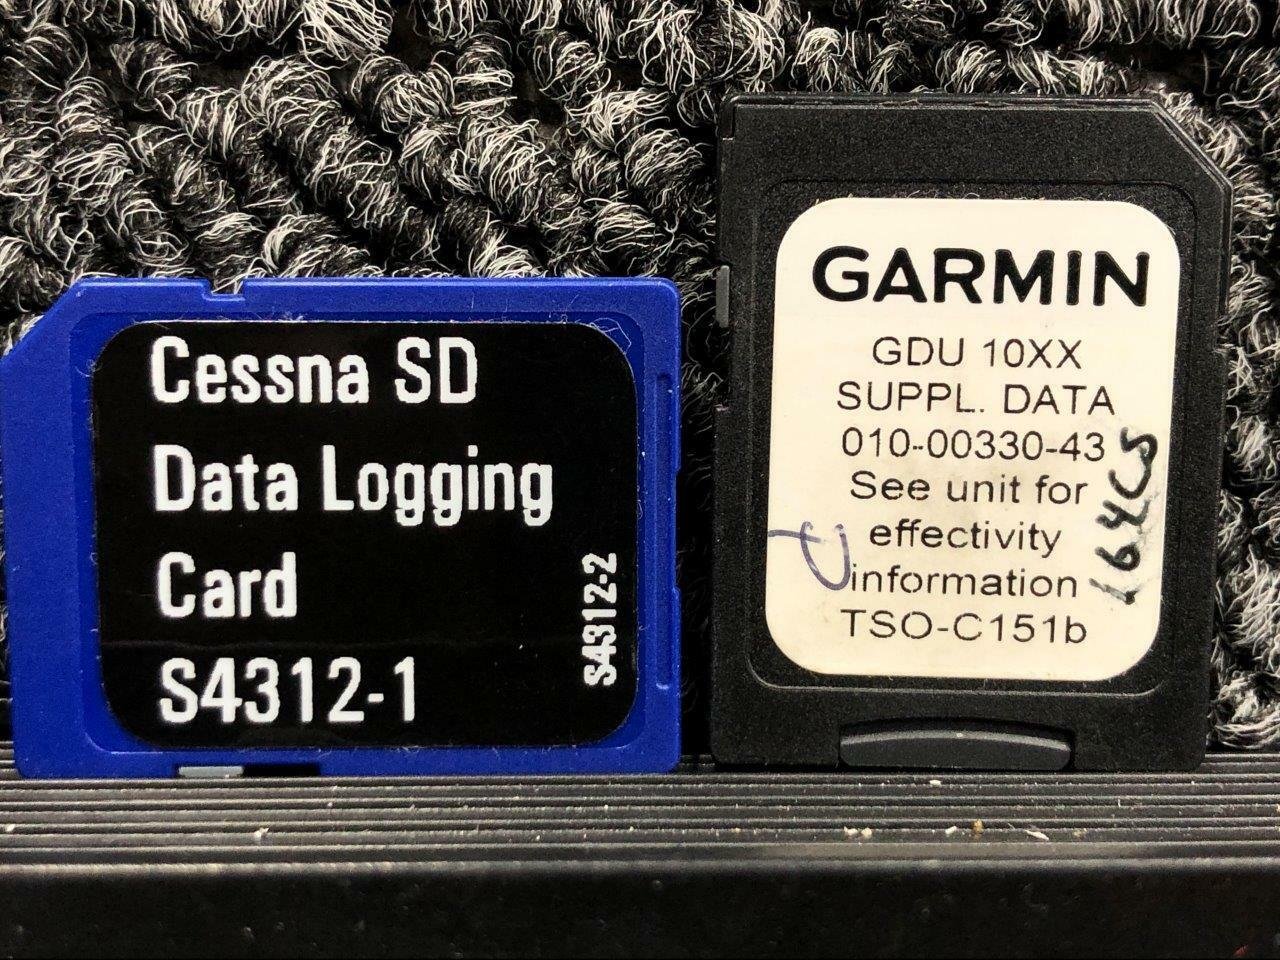 Cessna SD
Data Logging
Card
S4312-1
S4312-2
GARMIN
GDU 10XX
SUPPL. DATA
010-00330-43
See unit for
effectivity
information
TSO-C151b
164CS